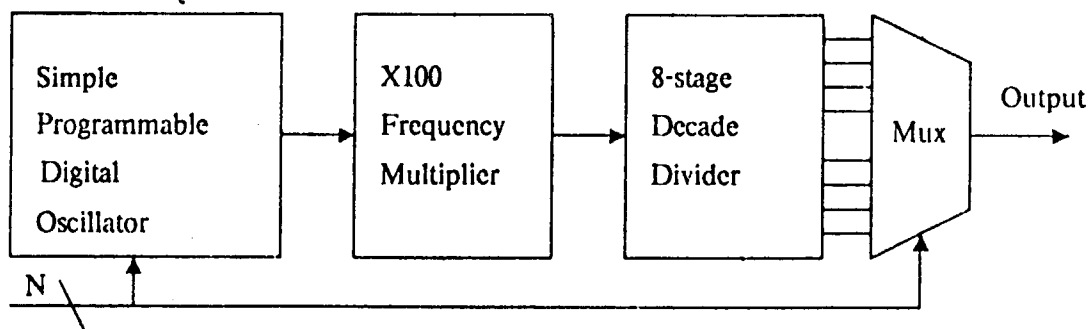 Simple
Programmable
Digital
Oscillator
X100
Frequency
Multiplier
8-stage
Decade
Divider
Mux
Output
N